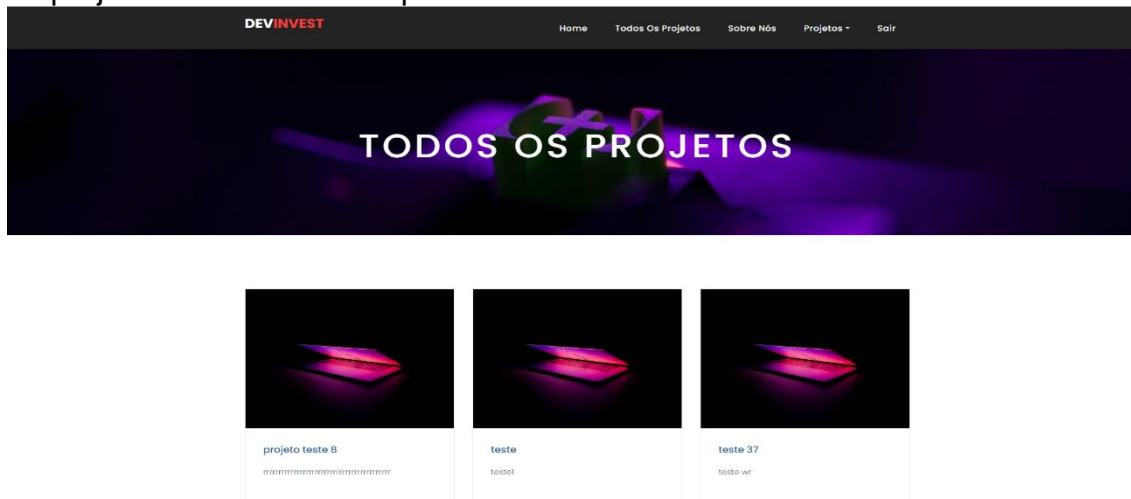 DEVINVEST
Home Todos Os Projetos Sobre Nós Projetos Sair
TODOS OS PROJETOS
projeto teste 8
teste
teste 37
teste1
teste wr